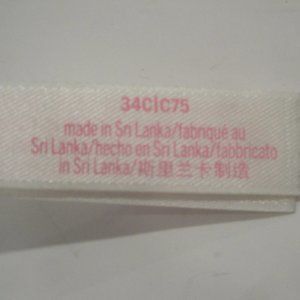 34C|C75
made in Sri Lanka/fabriqué au
Sri Lanka/hecho en Sri Lanka/fabbricato
in Sri Lanka/斯里兰卡制造